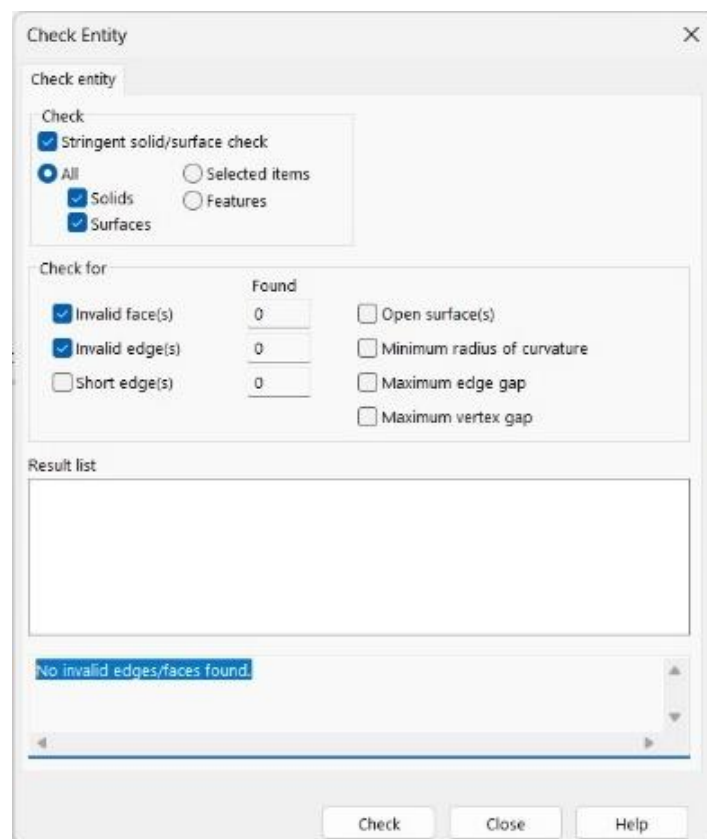 Check Entity
Check entity
Check
Stringent solid/surface check
All
Selected items
Solids
Features
Surfaces
Check for
Found
Invalid face(s)
0
Open surface(s)
Invalid edge(s)
0
Minimum radius of curvature
Short edge(s)
0
Maximum edge gap
Maximum vertex gap
Result list
No invalid edges/faces found.
Check
Close
Help